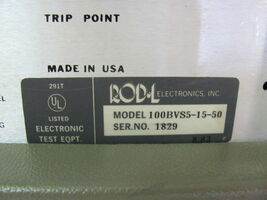 TRIP POINT
MADE IN USA
291T
UL
LISTED
ELECTRONIC
TEST EQPT.
ROD-L ELECTRONICS, INC.
MODEL 100BVS5-15-50
SER.NO. 1829